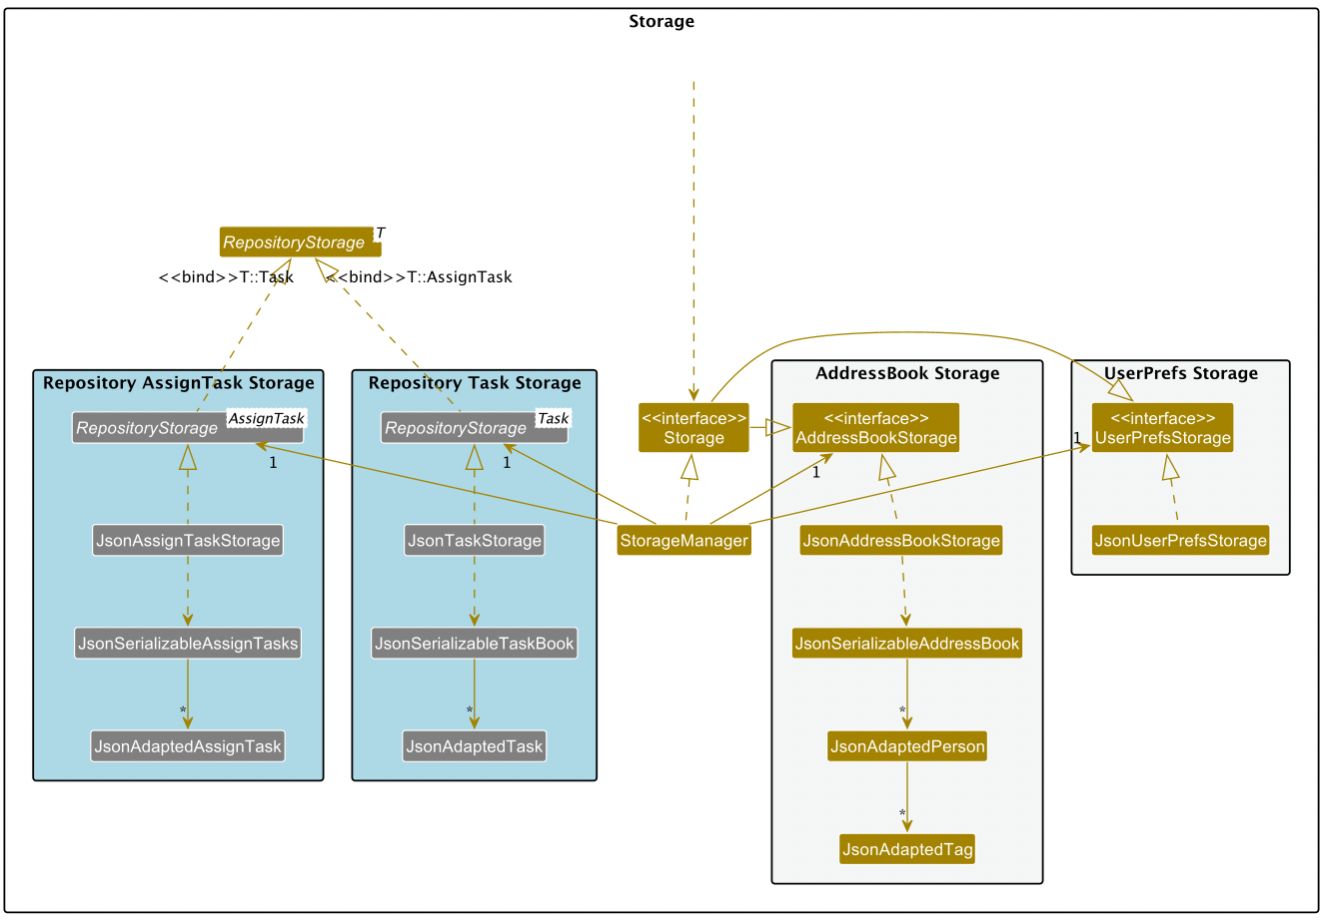 Storage
RepositoryStorage
T
<<bind>>T::Task
<<bind>>T::AssignTask
Repository AssignTask Storage
RepositoryStorage
AssignTask
1
JsonAssignTaskStorage
JsonSerializableAssignTasks
*
JsonAdaptedAssignTask
Repository Task Storage
RepositoryStorage
Task
1
JsonTaskStorage
JsonSerializableTaskBook
*
JsonAdaptedTask
<<interface>>
Storage
StorageManager
AddressBook Storage
<<interface>>
AddressBookStorage
1
JsonAddressBookStorage
JsonSerializableAddressBook
*
JsonAdaptedPerson
*
JsonAdaptedTag
UserPrefs Storage
<<interface>>
UserPrefsStorage
1
JsonUserPrefsStorage